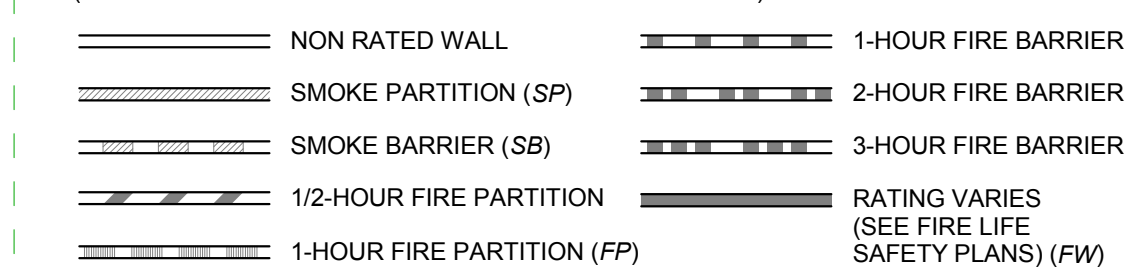 NON RATED WALL
SMOKE PARTITION (SP)
SMOKE BARRIER (SB)
1/2-HOUR FIRE PARTITION
1-HOUR FIRE PARTITION (FP)
1-HOUR FIRE BARRIER
2-HOUR FIRE BARRIER
3-HOUR FIRE BARRIER
RATING VARIES
(SEE FIRE LIFE
SAFETY PLANS) (FW)